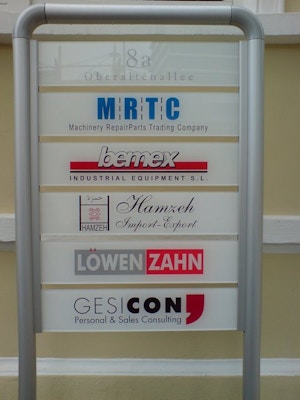 8a
Oberaltenallee
MRTC
Machinery RepairParts Trading Company
bemex
INDUSTRIAL EQUIPMENT S.L.
حمزة
HAMZEH
Hamzeh
Import-Export
LÖWENZAHN
GESICON
Personal & Sales Consulting